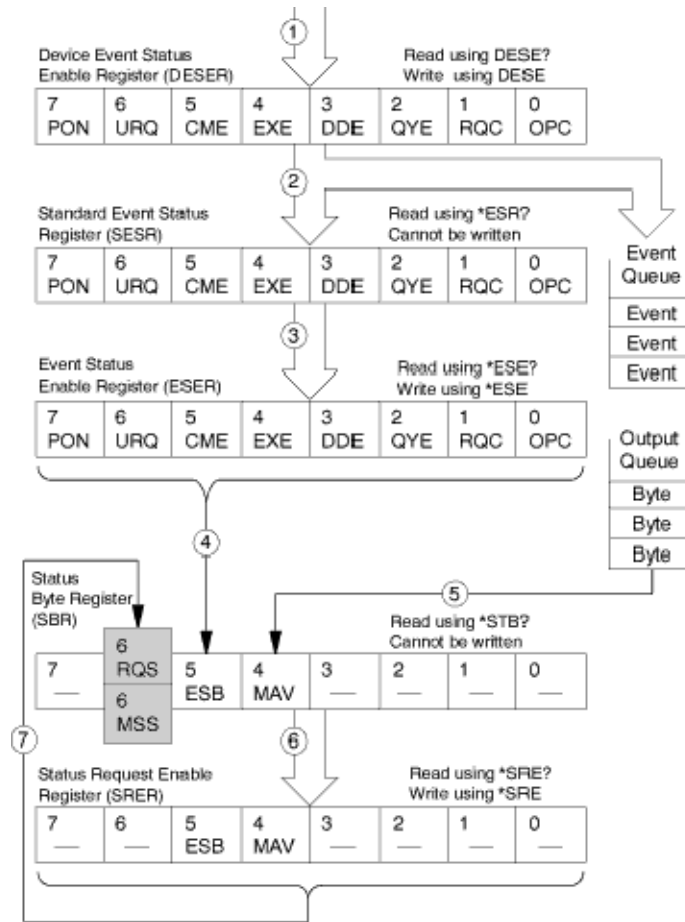 1
Device Event Status
Enable Register (DESER)
Read using DESE?
Write using DESE
7 6 5 4 3 2 1 0
PON URQ CME EXE DDE QYE RQC OPC
2
Standard Event Status
Register (SESR)
Read using *ESR?
Cannot be written
7 6 5 4 3 2 1 0
PON URQ CME EXE DDE QYE RQC OPC
Event
Queue
Event
Event
Event
3
Event Status
Enable Register (ESER)
Read using *ESE?
Write using *ESE
7 6 5 4 3 2 1 0
PON URQ CME EXE DDE QYE RQC OPC
Output
Queue
Byte
Byte
Byte
4
5
Status
Byte Register
(SBR)
Read using *STB?
Cannot be written
7 6 5 4 3 2 1 0
— RQS ESB MAV — — — —
6
MSS
7
6
Status Request Enable
Register (SRER)
Read using *SRE?
Write using *SRE
7 6 5 4 3 2 1 0
— — ESB MAV — — — —